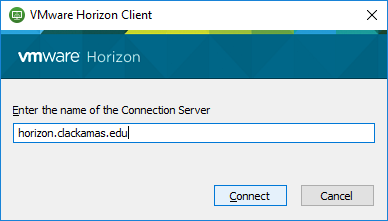 VMware Horizon Client
vmware Horizon
Enter the name of the Connection Server
horizon.clackamas.edu
Connect
Cancel